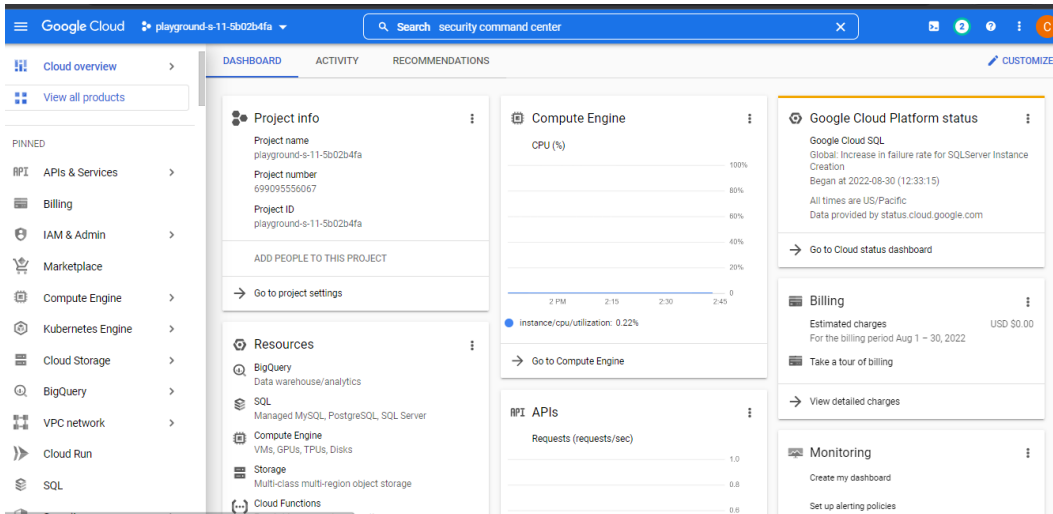 Google Cloud
playground-s-11-5b02b4fa
Search security command center
2
C
Cloud overview
View all products
PINNED
API APIs & Services
Billing
IAM & Admin
Marketplace
Compute Engine
Kubernetes Engine
Cloud Storage
BigQuery
VPC network
Cloud Run
SQL
DASHBOARD
ACTIVITY
RECOMMENDATIONS
CUSTOMIZE
Project info
Project name
playground-s-11-5b02b4fa
Project number
699095556067
Project ID
playground-s-11-5b02b4fa
ADD PEOPLE TO THIS PROJECT
Go to project settings
Resources
BigQuery
Data warehouse/analytics
SQL
Managed MySQL, PostgreSQL, SQL Server
Compute Engine
VMs, GPUs, TPUs, Disks
Storage
Multi-class multi-region object storage
Cloud Functions
Compute Engine
CPU (%)
100%
80%
60%
40%
20%
0
2 PM 2:15 2:30 2:45
instance/cpu/utilization: 0.22%
Go to Compute Engine
API APIs
Requests (requests/sec)
1.0
0.8
0.6
Google Cloud Platform status
Google Cloud SQL
Global: Increase in failure rate for SQLServer Instance
Creation
Began at 2022-08-30 (12:33:15)
All times are US/Pacific
Data provided by status.cloud.google.com
Go to Cloud status dashboard
Billing
Estimated charges USD $0.00
For the billing period Aug 1 – 30, 2022
Take a tour of billing
View detailed charges
Monitoring
Create my dashboard
Set up alerting policies